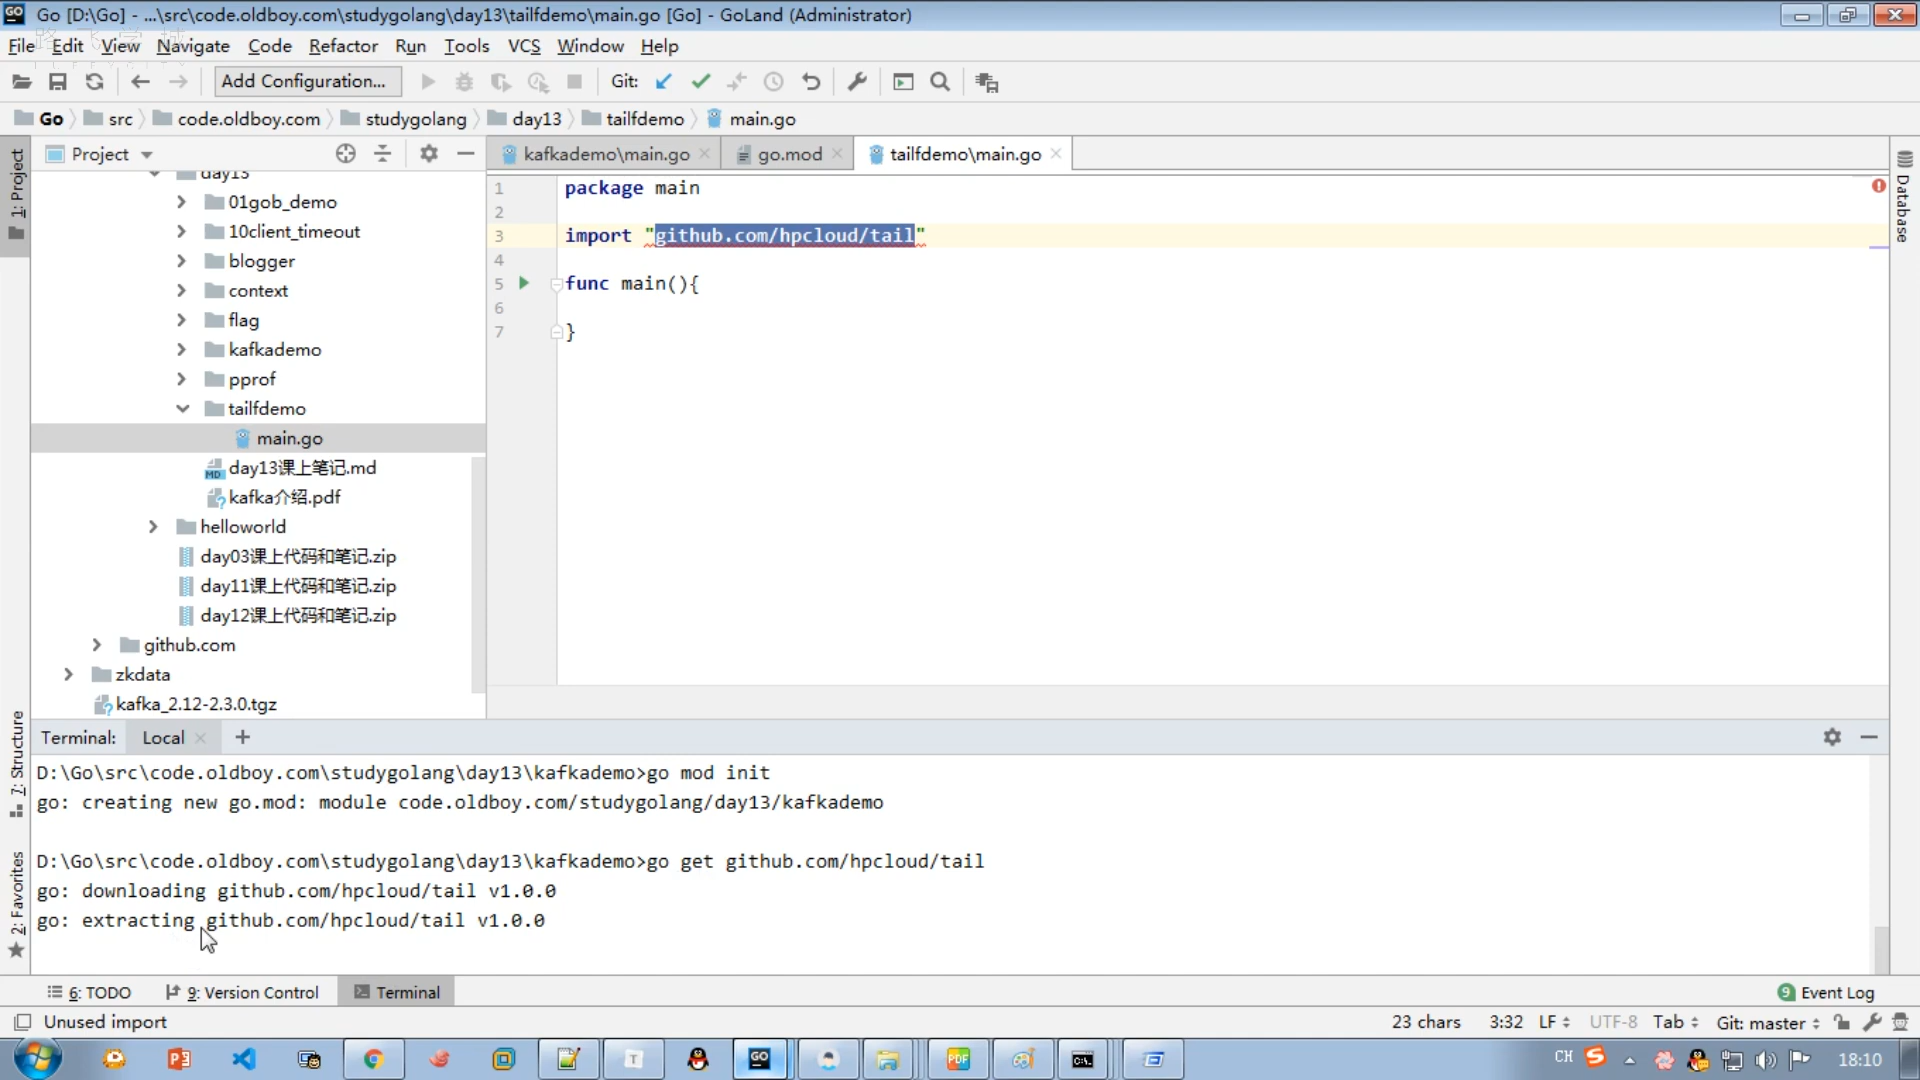 Go [D:\Go] - ...\src\code.oldboy.com\studygolang\day13\tailfdemo\main.go [Go] - GoLand (Administrator)
File Edit View Navigate Code Refactor Run Tools VCS Window Help
Add Configuration... Git:
Go src code.oldboy.com studygolang day13 tailfdemo main.go
Project
kafkademo\main.go go.mod tailfdemo\main.go
1: Project
Database
day13
01gob_demo
10client_timeout
blogger
context
flag
kafkademo
pprof
tailfdemo
main.go
day13课上笔记.md
kafka介绍.pdf
helloworld
day03课上代码和笔记.zip
day11课上代码和笔记.zip
day12课上代码和笔记.zip
github.com
zkdata
kafka_2.12-2.3.0.tgz
1 package main
2
3 import "github.com/hpcloud/tail"
4
5 func main(){
6
7 }
7: Structure
2: Favorites
Terminal: Local
D:\Go\src\code.oldboy.com\studygolang\day13\kafkademo>go mod init
go: creating new go.mod: module code.oldboy.com/studygolang/day13/kafkademo
D:\Go\src\code.oldboy.com\studygolang\day13\kafkademo>go get github.com/hpcloud/tail
go: downloading github.com/hpcloud/tail v1.0.0
go: extracting github.com/hpcloud/tail v1.0.0
6: TODO 9: Version Control Terminal 9 Event Log
Unused import 23 chars 3:32 LF UTF-8 Tab Git: master
CH 18:10